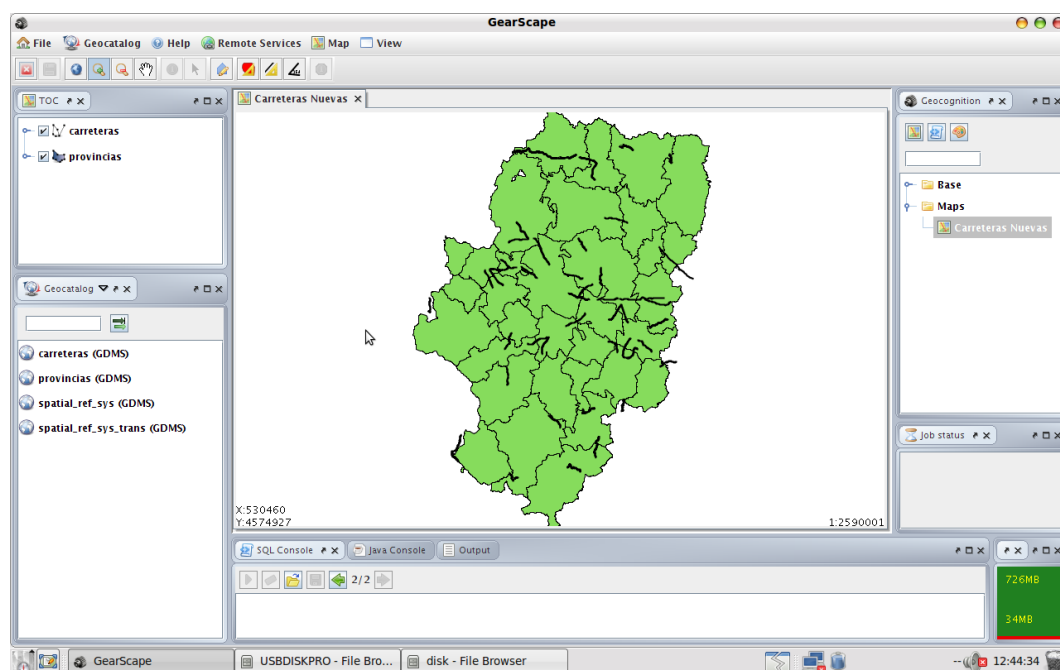 GearScape
File Geocatalog Help Remote Services Map View
TOC
carreteras
provincias
Geocatalog
carreteras (GDMS)
provincias (GDMS)
spatial_ref_sys (GDMS)
spatial_ref_sys_trans (GDMS)
Carreteras Nuevas
X:530460
Y:4574927
1:2590001
Geocognition
Base
Maps
Carreteras Nuevas
Job status
SQL Console Java Console Output
2/2
726MB
34MB
GearScape USBDISKPRO - File Bro... disk - File Browser --% 12:44:34